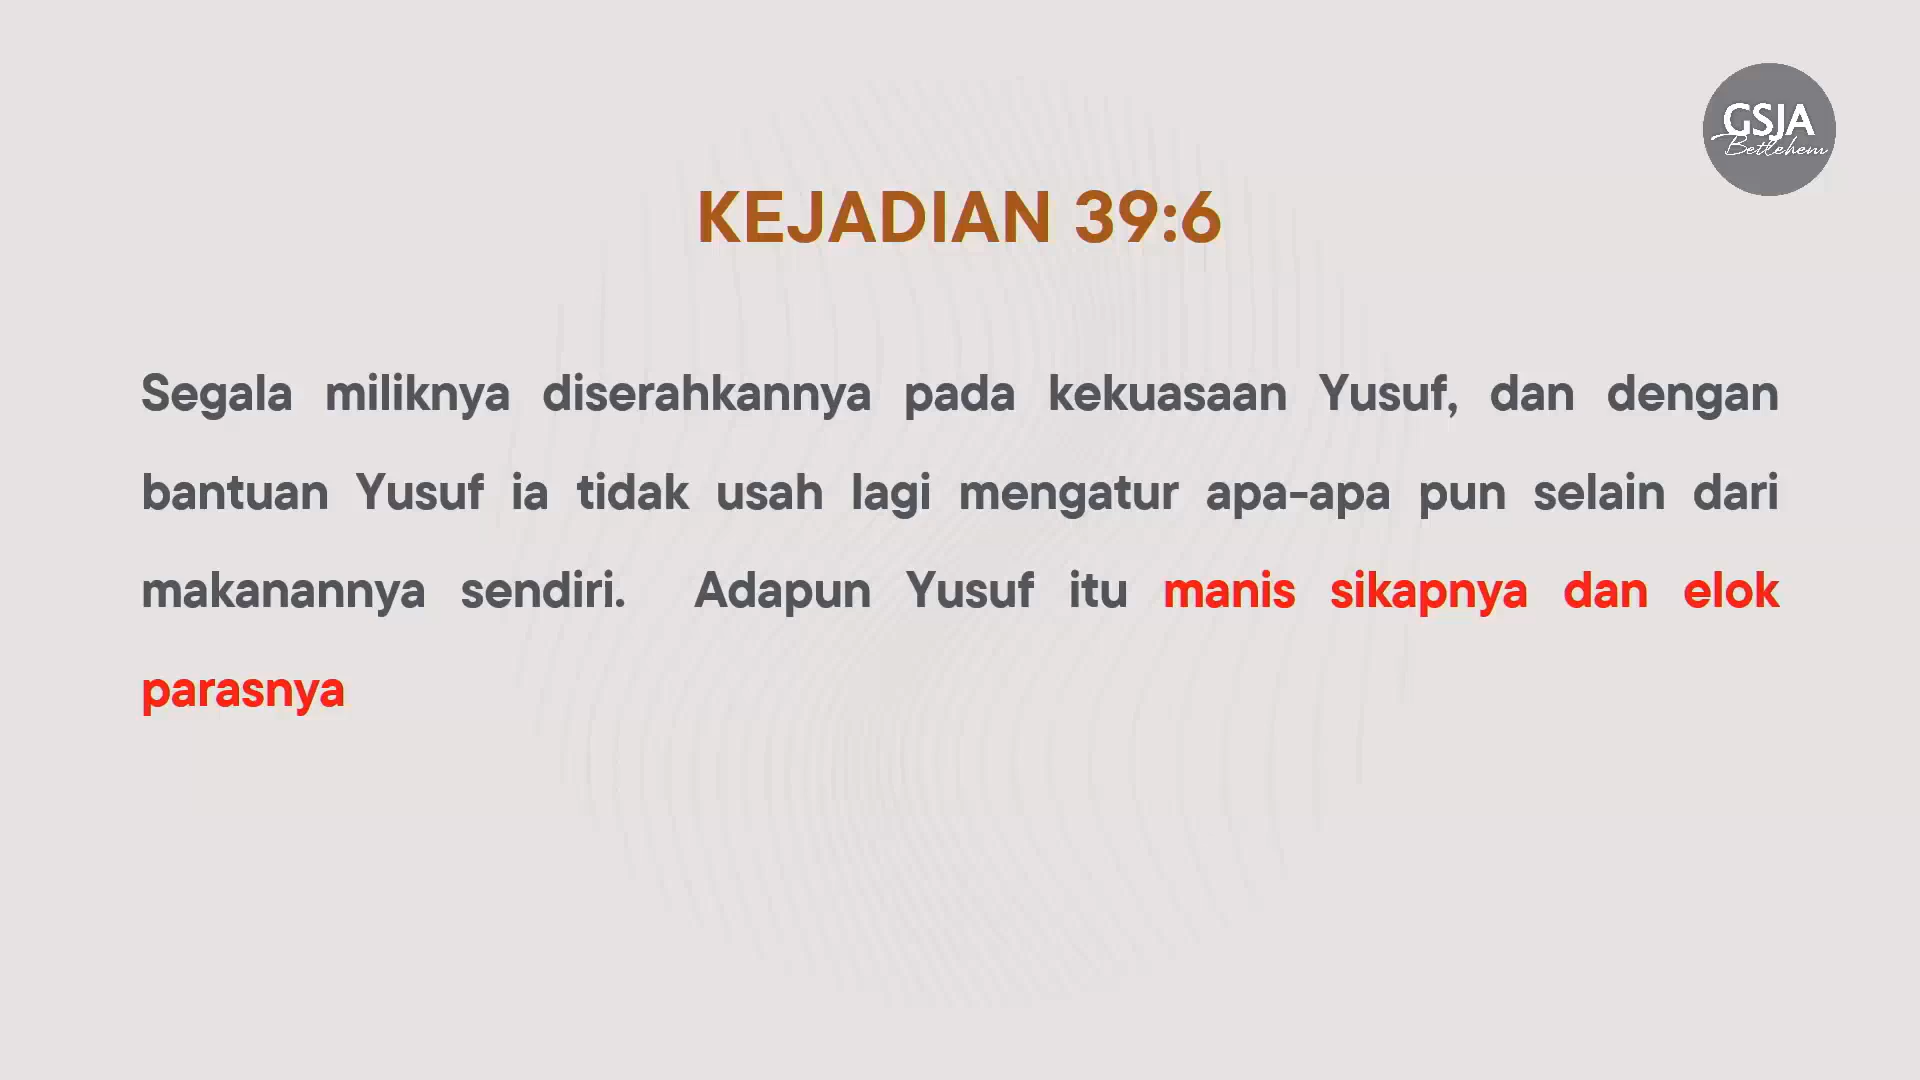 GSJA
Betlehem
KEJADIAN 39:6
Segala miliknya diserahkannya pada kekuasaan Yusuf, dan dengan
bantuan Yusuf ia tidak usah lagi mengatur apa-apa pun selain dari
makanannya sendiri. Adapun Yusuf itu manis sikapnya dan elok
parasnya